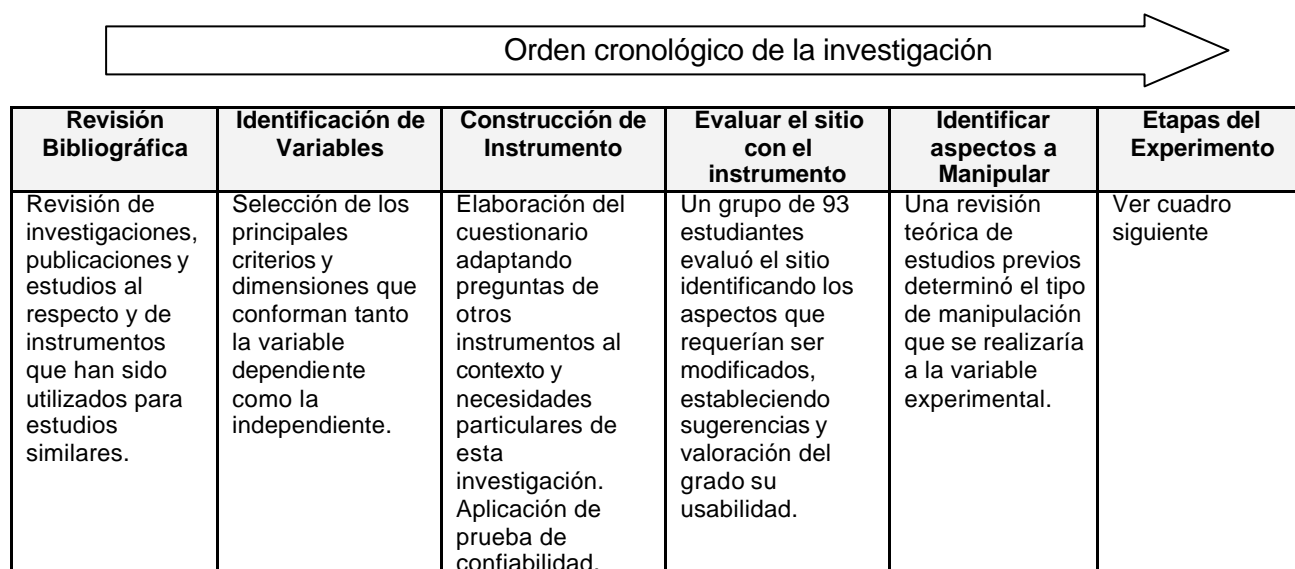 Orden cronológico de la investigación
Revisión
Bibliográfica
Identificación de
Variables
Construcción de
Instrumento
Evaluar el sitio
con el
instrumento
Identificar
aspectos a
Manipular
Etapas del
Experimento
Revisión de
investigaciones,
publicaciones y
estudios al
respecto y de
instrumentos
que han sido
utilizados para
estudios
similares.
Selección de los
principales
criterios y
dimensiones que
conforman tanto
la variable
dependiente
como la
independiente.
Elaboración del
cuestionario
adaptando
preguntas de
otros
instrumentos al
contexto y
necesidades
particulares de
esta
investigación.
Aplicación de
prueba de
confiabilidad.
Un grupo de 93
estudiantes
evaluó el sitio
identificando los
aspectos que
requerían ser
modificados,
estableciendo
sugerencias y
valoración del
grado su
usabilidad.
Una revisión
teórica de
estudios previos
determinó el tipo
de manipulación
que se realizaría
a la variable
experimental.
Ver cuadro
siguiente